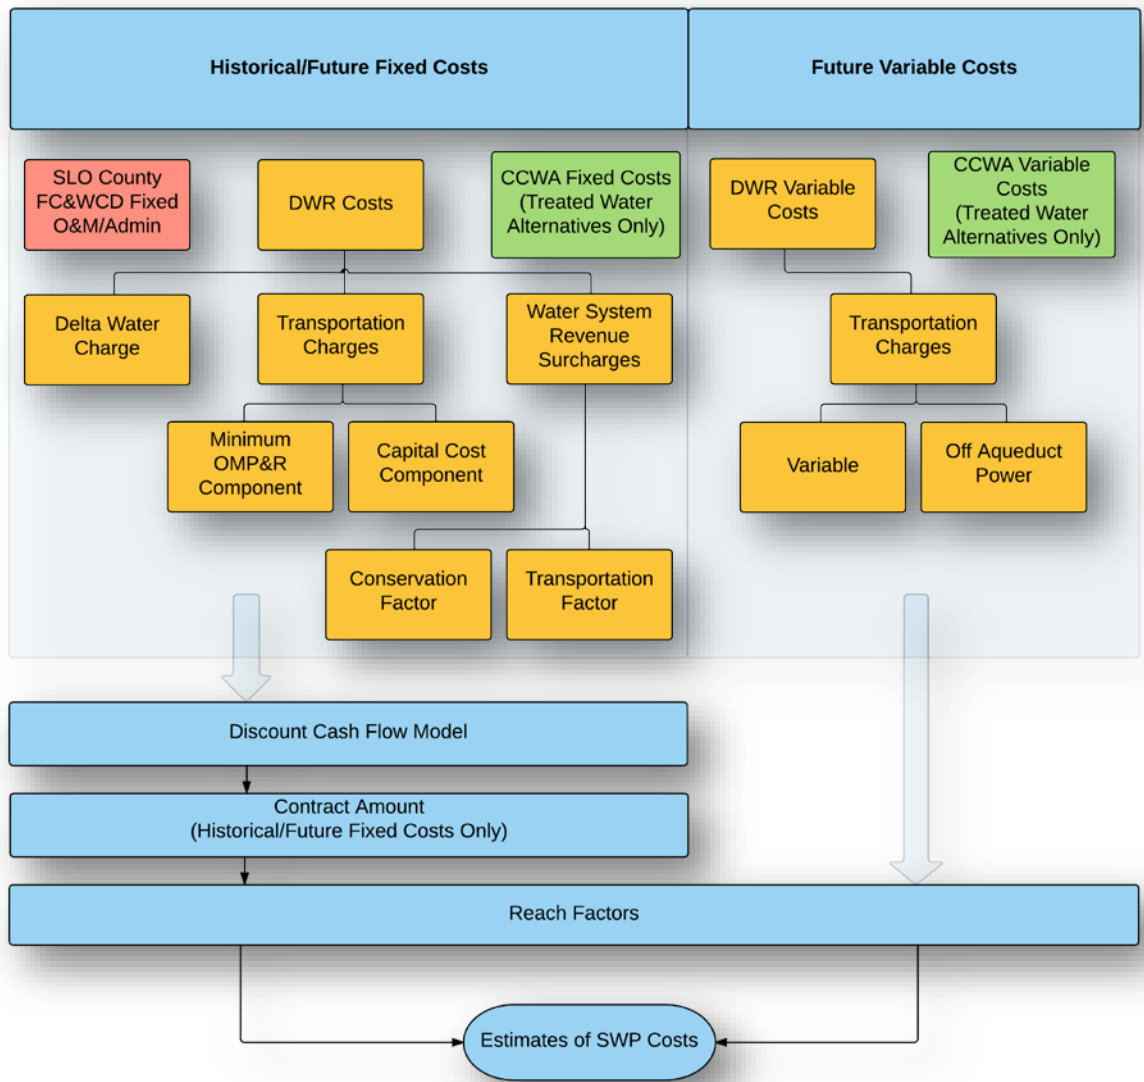 Historical/Future Fixed Costs
Future Variable Costs
SLO County
FC&WCD Fixed
O&M/Admin
DWR Costs
CCWA Fixed Costs
(Treated Water
Alternatives Only)
DWR Variable
Costs
CCWA Variable
Costs
(Treated Water
Alternatives Only)
Delta Water
Charge
Transportation
Charges
Water System
Revenue
Surcharges
Transportation
Charges
Minimum
OMP&R
Component
Capital Cost
Component
Variable
Off Aqueduct
Power
Conservation
Factor
Transportation
Factor
Discount Cash Flow Model
Contract Amount
(Historical/Future Fixed Costs Only)
Reach Factors
Estimates of SWP Costs